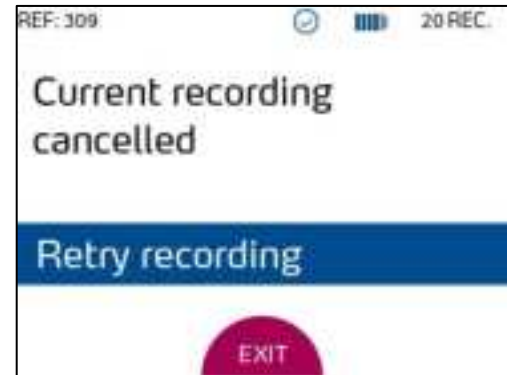 REF: 309 20 REC.
Current recording
cancelled
Retry recording
EXIT